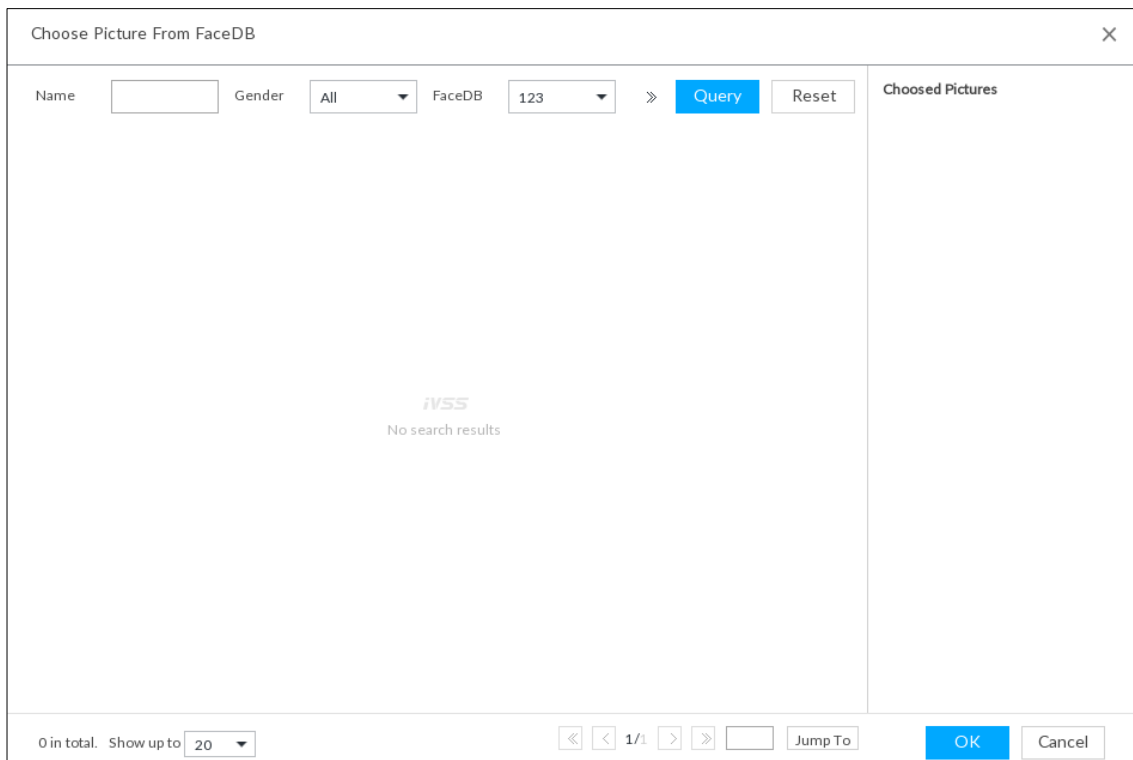 Choose Picture From FaceDB
Name Gender All FaceDB 123 Query Reset
Choosed Pictures
iVSS
No search results
0 in total. Show up to 20 1/1 Jump To OK Cancel